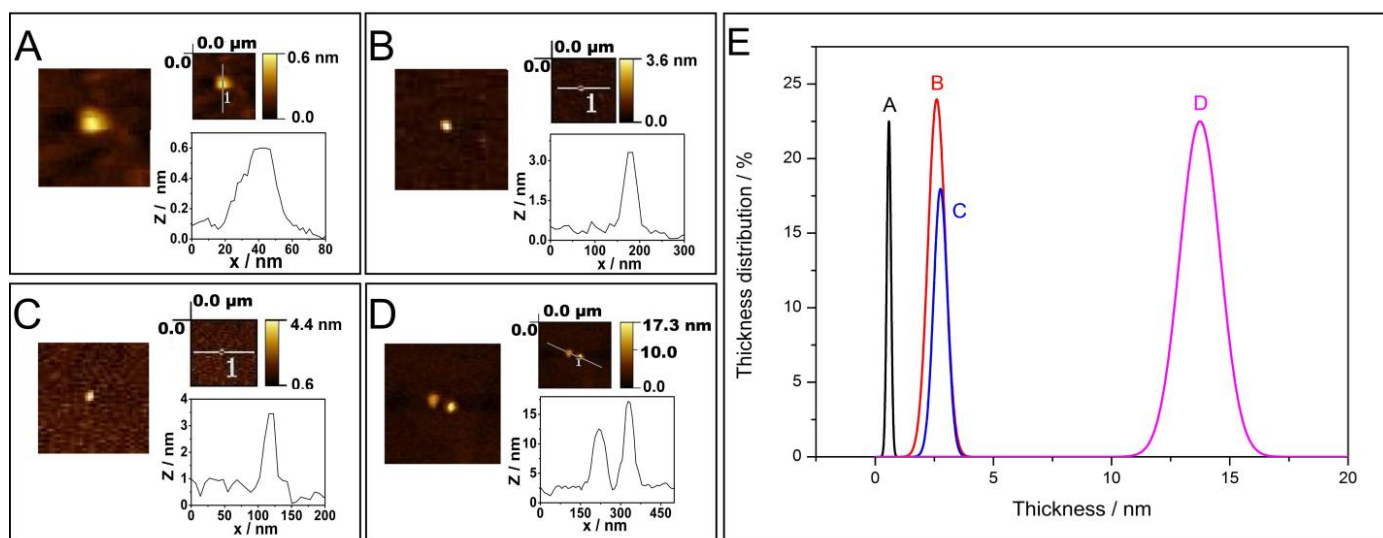 A
0.0 µm
0.0
0.6 nm
0.0
1
Z / nm
0.6
0.4
0.2
0.0
0 20 40 60 80
x / nm
B
0.0 µm
0.0
3.6 nm
0.0
1
Z / nm
3.0
1.5
0.0
0 100 200 300
x / nm
C
0.0 µm
0.0
4.4 nm
0.6
1
Z / nm
4
3
2
1
0
0 50 100 150 200
x / nm
D
0.0 µm
0.0
17.3 nm
10.0
0.0
1
Z / nm
15
10
5
0
0 150 300 450
x / nm
E
Thickness distribution / %
25
20
15
10
5
0
A
B
C
D
0 5 10 15 20
Thickness / nm